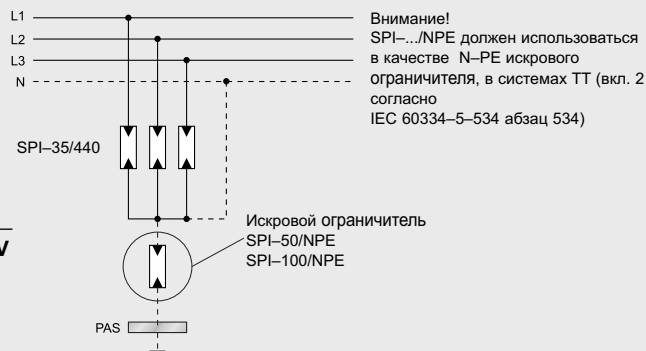 L1
L2
L3
N
Внимание!
SPI–.../NPE должен использоваться
в качестве N–PE искрового
ограничителя, в системах TT (вкл. 2
согласно
IEC 60334–5–534 абзац 534)
SPI–35/440
Искровой ограничитель
SPI–50/NPE
SPI–100/NPE
V
PAS